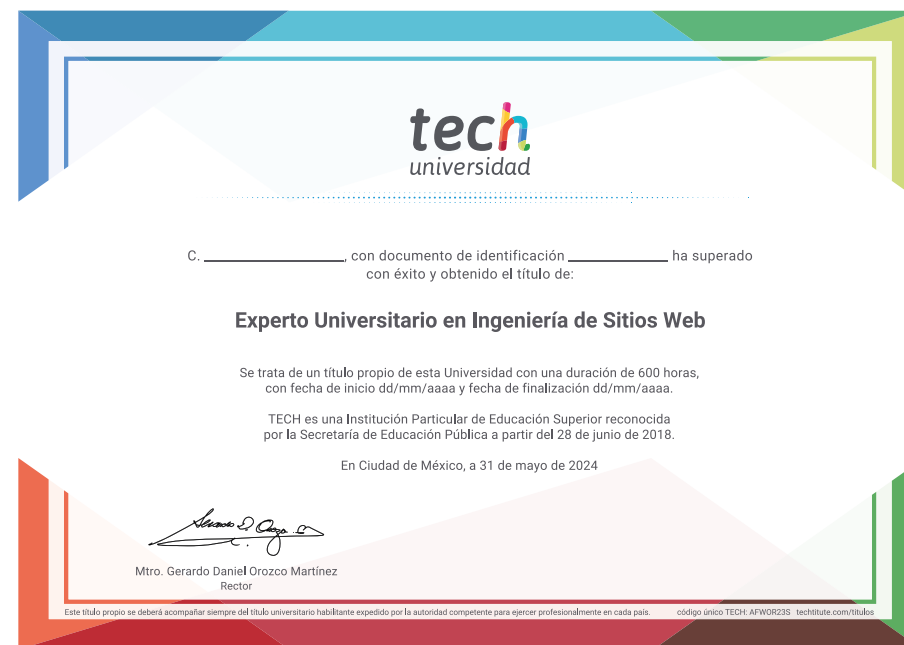 tech
universidad
C. ____________, con documento de identificación ____________ ha superado
con éxito y obtenido el título de:
Experto Universitario en Ingeniería de Sitios Web
Se trata de un título propio de esta Universidad con una duración de 600 horas,
con fecha de inicio dd/mm/aaaa y fecha de finalización dd/mm/aaaa.
TECH es una Institución Particular de Educación Superior reconocida
por la Secretaría de Educación Pública a partir del 28 de junio de 2018.
En Ciudad de México, a 31 de mayo de 2024
Mtro. Gerardo Daniel Orozco Martínez
Rector
Este título propio se deberá acompañar siempre del título universitario habilitante expedido por la autoridad competente para ejercer profesionalmente en cada país. código único TECH: AFWOR23S techtitute.com/titulos